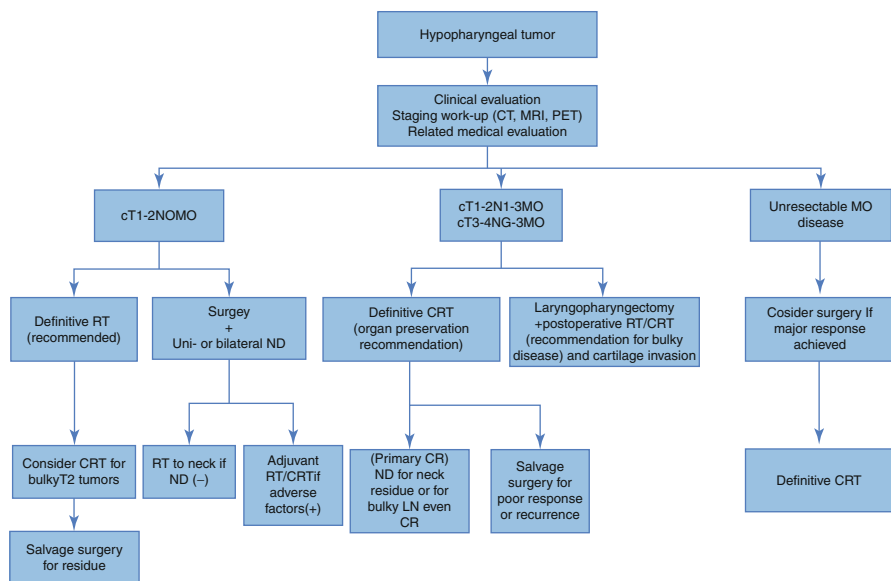 Hypopharyngeal tumor
Clinical evaluation
Staging work-up (CT, MRI, PET)
Related medical evaluation
cT1-2NOMO
cT1-2N1-3MO
cT3-4NG-3MO
Unresectable MO
disease
Definitive RT
(recommended)
Surgey
+
Uni- or bilateral ND
Definitive CRT
(organ preservation
recommendation)
Laryngopharyngectomy
+postoperative RT/CRT
(recommendation for bulky
disease) and cartilage invasion
Cosider surgery If
major response
achieved
Consider CRT for
bulkyT2 tumors
RT to neck if
ND (–)
Adjuvant
RT/CRTif
adverse
factors(+)
(Primary CR)
ND for neck
residue or for
bulky LN even
CR
Salvage
surgery for
poor response
or recurrence
Definitive CRT
Salvage surgery
for residue